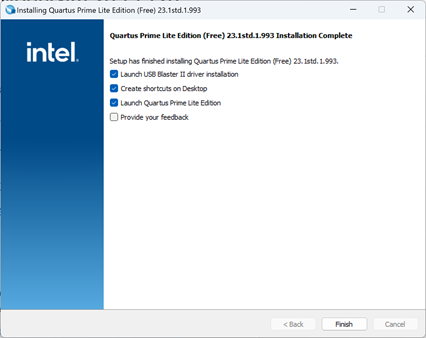 Installing Quartus Prime Lite Edition (Free) 23.1std.1.993
intel.
Quartus Prime Lite Edition (Free) 23.1std.1.993 Installation Complete
Setup has finished installing Quartus Prime Lite Edition (Free) 23.1std.1.993.
Launch USB Blaster II driver installation
Create shortcuts on Desktop
Launch Quartus Prime Lite Edition
Provide your feedback
< Back
Finish
Cancel